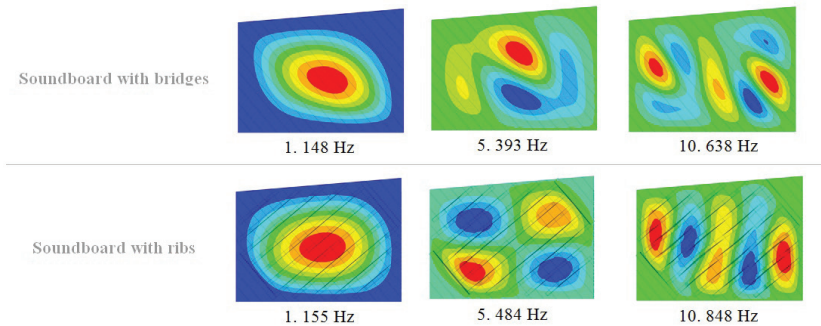 Soundboard with bridges
1. 148 Hz
5. 393 Hz
10. 638 Hz
Soundboard with ribs
1. 155 Hz
5. 484 Hz
10. 848 Hz